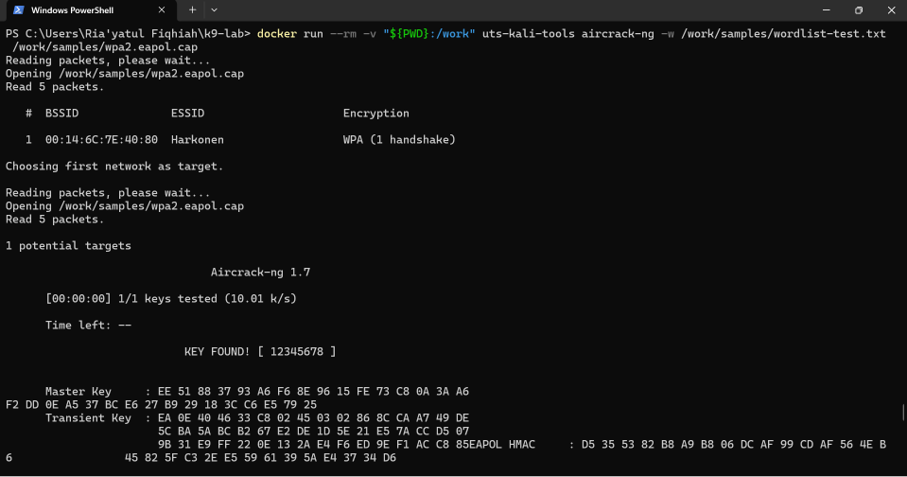 Windows PowerShell
PS C:\Users\Ria'yatul Fiqhiah\k9-lab> docker run --rm -v "${PWD}:/work" uts-kali-tools aircrack-ng -w /work/samples/wordlist-test.txt
/work/samples/wpa2.eapol.cap
Reading packets, please wait...
Opening /work/samples/wpa2.eapol.cap
Read 5 packets.
# BSSID ESSID Encryption
1 00:14:6C:7E:40:80 Harkonen WPA (1 handshake)
Choosing first network as target.
Reading packets, please wait...
Opening /work/samples/wpa2.eapol.cap
Read 5 packets.
1 potential targets
Aircrack-ng 1.7
[00:00:00] 1/1 keys tested (10.01 k/s)
Time left: --
KEY FOUND! [ 12345678 ]
Master Key : EE 51 88 37 93 A6 F6 8E 96 15 FE 73 C8 0A 3A A6
F2 DD 0E A5 37 BC E6 27 B9 29 18 3C C6 E5 79 25
Transient Key : EA 0E 40 46 33 C8 02 45 03 02 86 8C CA A7 49 DE
5C BA 5A BC B2 67 E2 DE 1D 5E 21 E5 7A CC D5 07
9B 31 E9 FF 22 0E 13 2A E4 F6 ED 9E F1 AC C8 85EAPOL HMAC : D5 35 53 82 B8 A9 B8 06 DC AF 99 CD AF 56 4E B
6 45 82 5F C3 2E E5 59 61 39 5A E4 37 34 D6